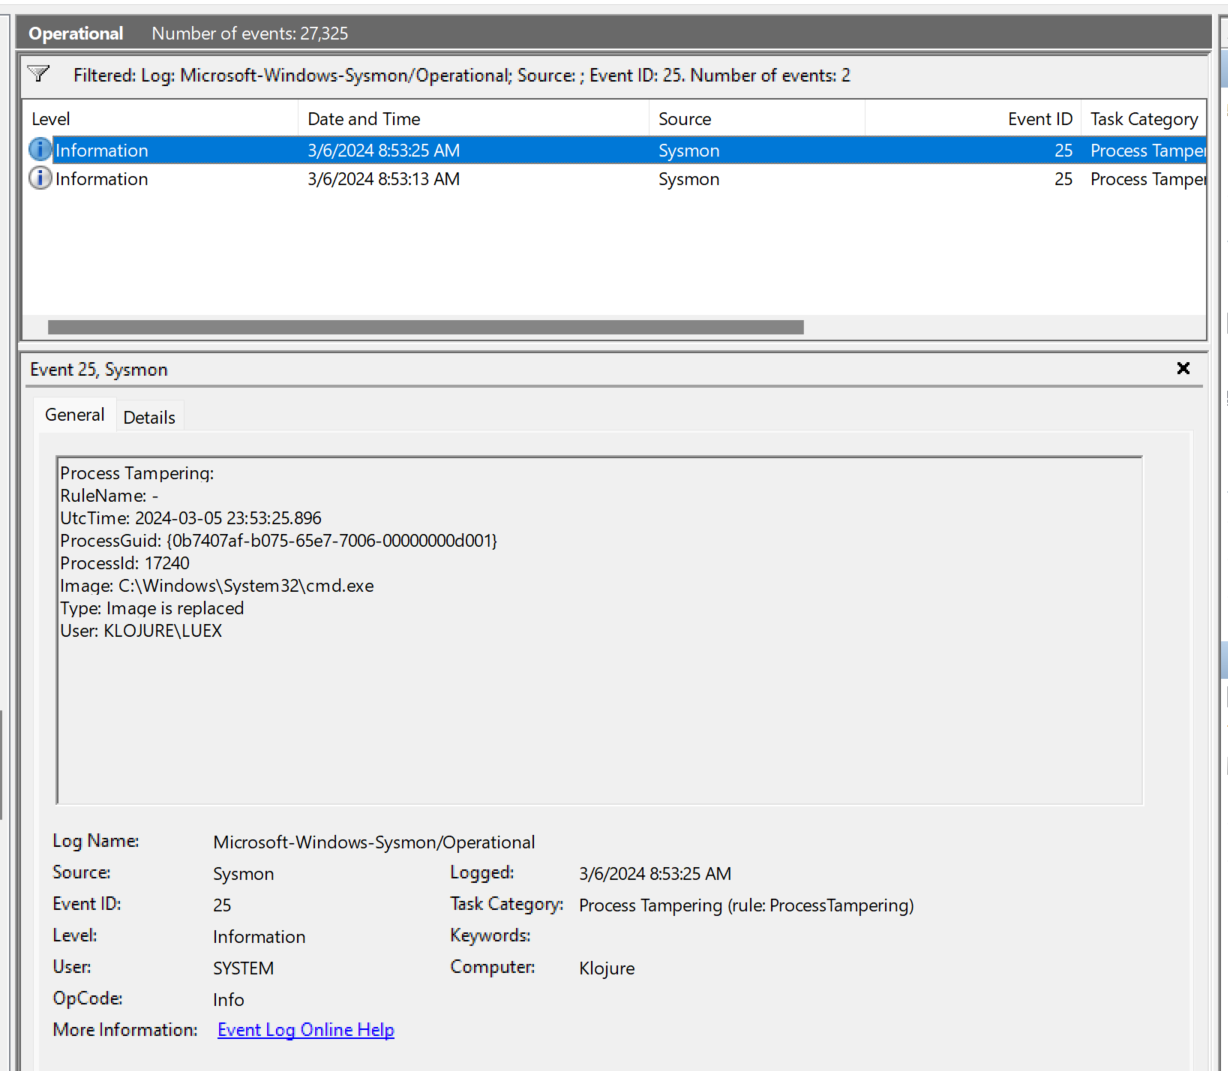 Operational Number of events: 27,325
Filtered: Log: Microsoft-Windows-Sysmon/Operational; Source: ; Event ID: 25. Number of events: 2
Level Date and Time Source Event ID Task Category
Information 3/6/2024 8:53:25 AM Sysmon 25 Process Tamper
Information 3/6/2024 8:53:13 AM Sysmon 25 Process Tamper
Event 25, Sysmon
General Details
Process Tampering:
RuleName: -
UtcTime: 2024-03-05 23:53:25.896
ProcessGuid: {0b7407af-b075-65e7-7006-00000000d001}
ProcessId: 17240
Image: C:\Windows\System32\cmd.exe
Type: Image is replaced
User: KLOJURE\LUEX
Log Name: Microsoft-Windows-Sysmon/Operational
Source: Sysmon Logged: 3/6/2024 8:53:25 AM
Event ID: 25 Task Category: Process Tampering (rule: ProcessTampering)
Level: Information Keywords:
User: SYSTEM Computer: Klojure
OpCode: Info
More Information: Event Log Online Help